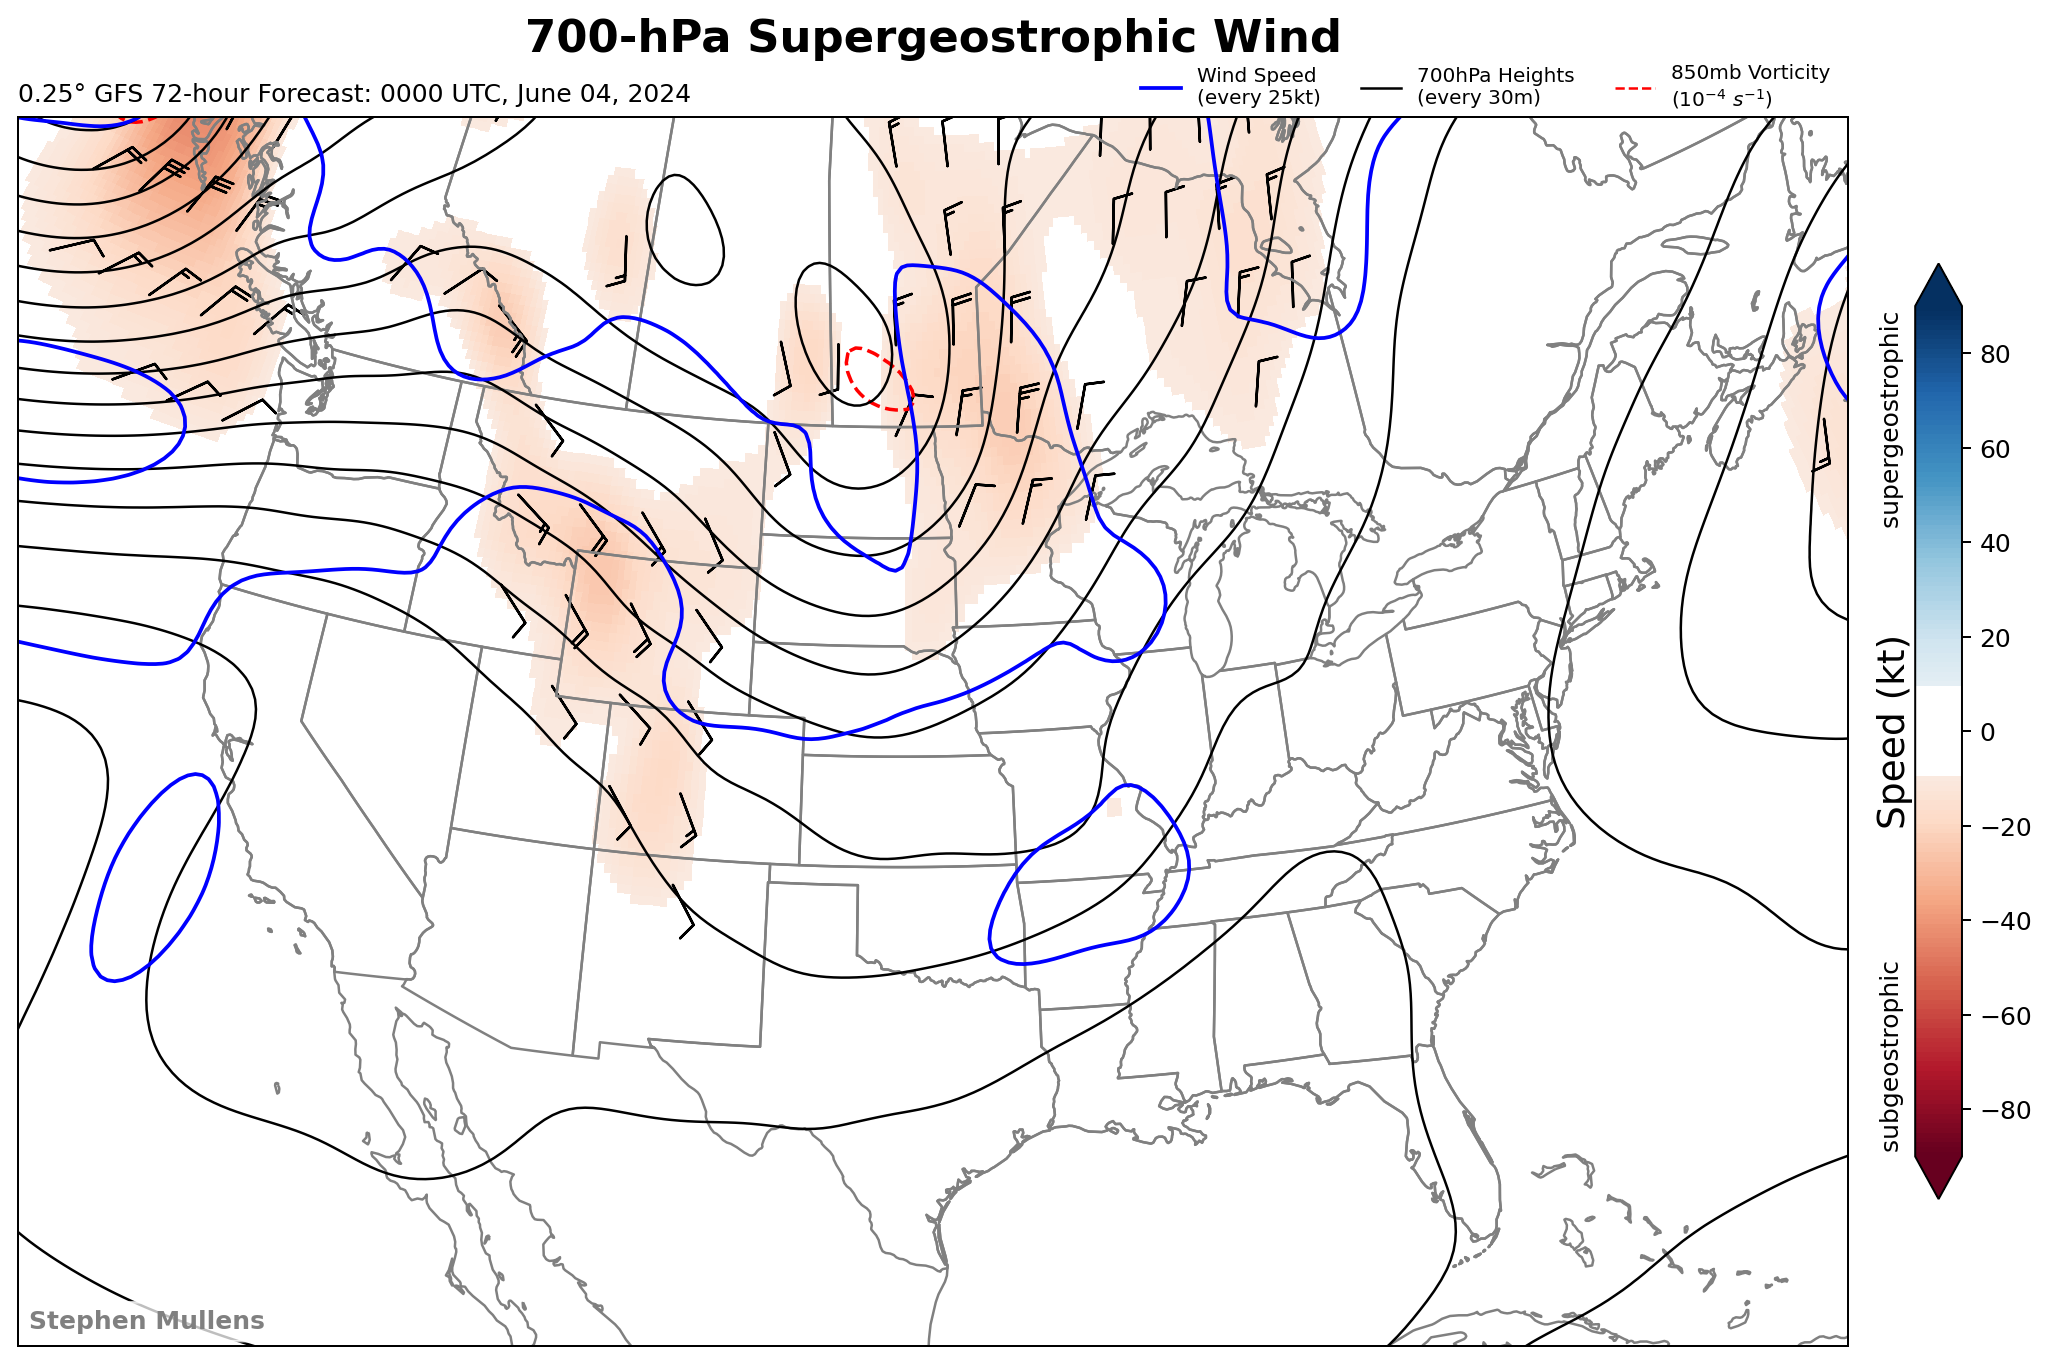 700-hPa Supergeostrophic Wind
0.25° GFS 72-hour Forecast: 0000 UTC, June 04, 2024
Wind Speed
(every 25kt)
700hPa Heights
(every 30m)
850mb Vorticity
(10⁻⁴ s⁻¹)
supergeostrophic
Speed (kt)
subgeostrophic
80
60
40
20
0
−20
−40
−60
−80
Stephen Mullens